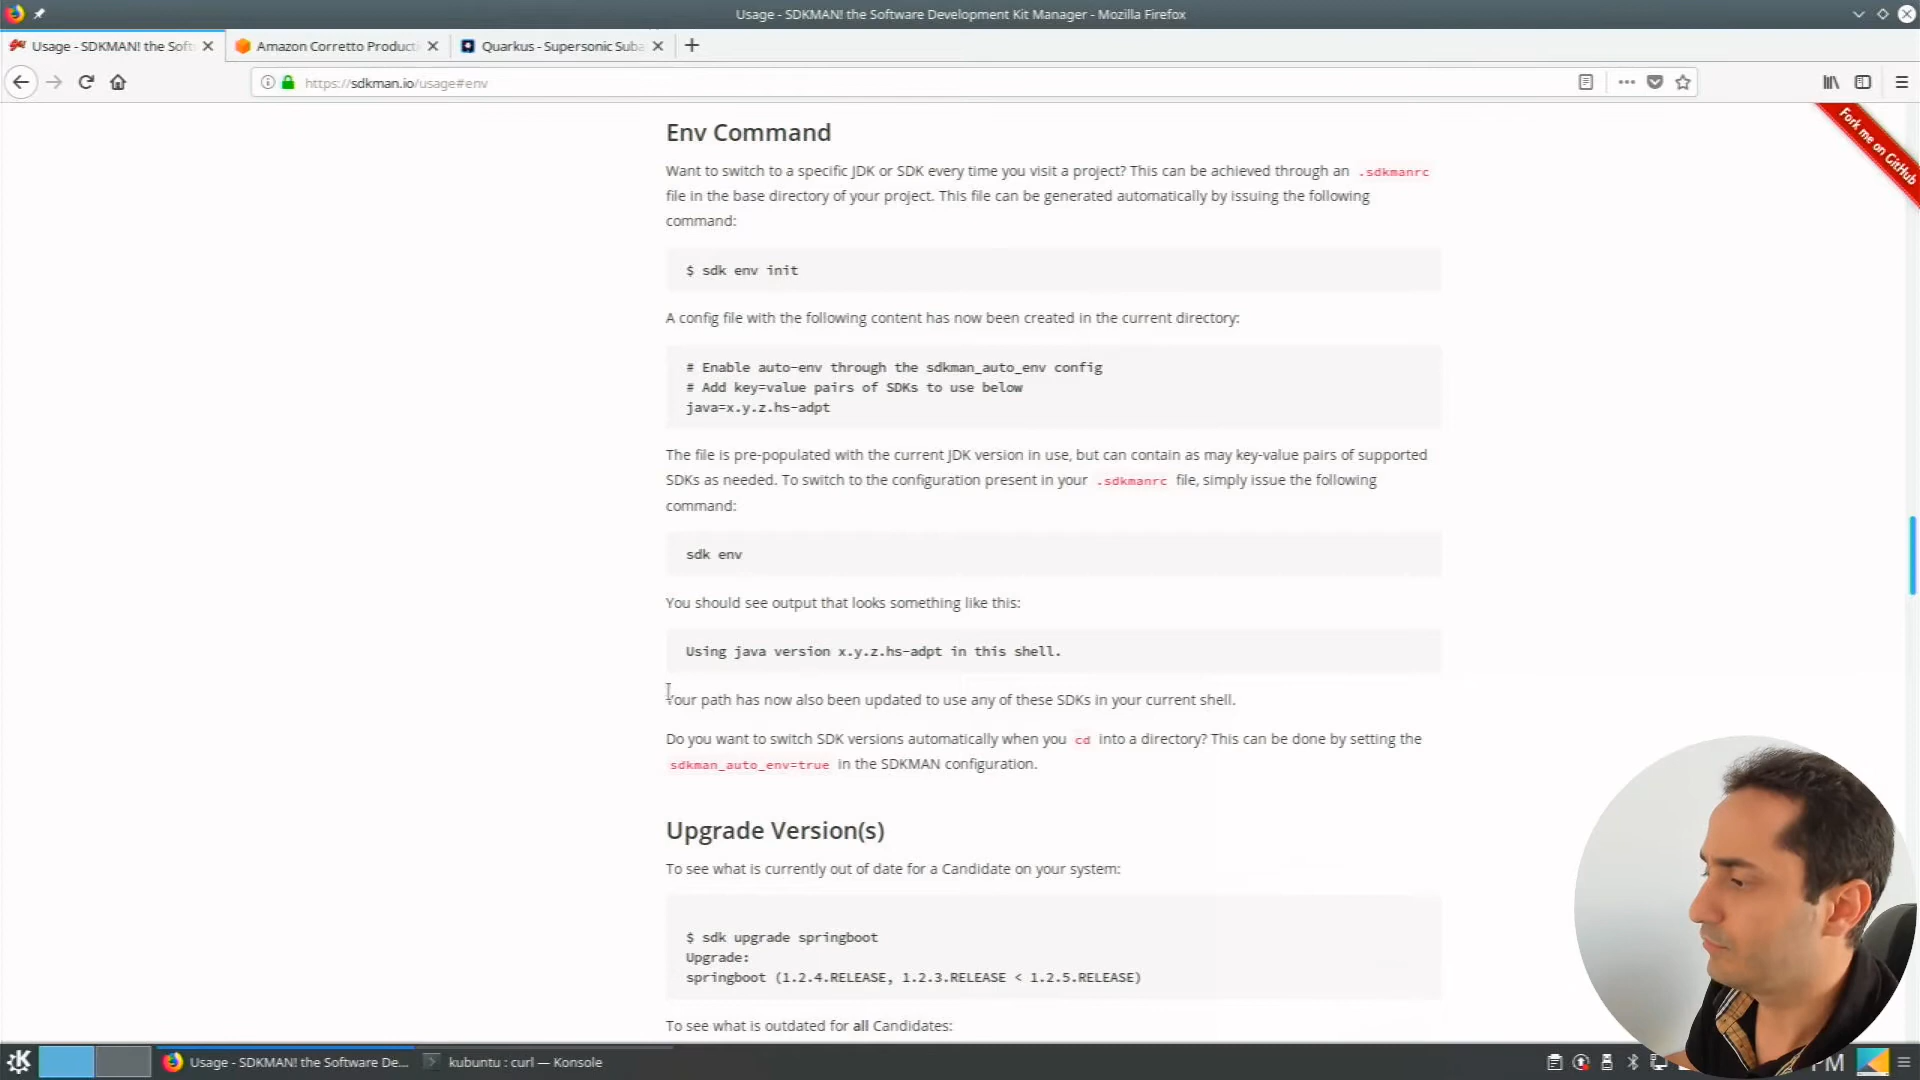 Usage - SDKMAN! the Software Development Kit Manager - Mozilla Firefox
Usage - SDKMAN! the Soft
Amazon Corretto Producti
Quarkus - Supersonic Suba
https://sdkman.io/usage#env
Fork me on GitHub
Env Command
Want to switch to a specific JDK or SDK every time you visit a project? This can be achieved through an .sdkmanrc
file in the base directory of your project. This file can be generated automatically by issuing the following
command:
$ sdk env init
A config file with the following content has now been created in the current directory:
# Enable auto-env through the sdkman_auto_env config
# Add key=value pairs of SDKs to use below
java=x.y.z.hs-adpt
The file is pre-populated with the current JDK version in use, but can contain as may key-value pairs of supported
SDKs as needed. To switch to the configuration present in your .sdkmanrc file, simply issue the following
command:
sdk env
You should see output that looks something like this:
Using java version x.y.z.hs-adpt in this shell.
Your path has now also been updated to use any of these SDKs in your current shell.
Do you want to switch SDK versions automatically when you cd into a directory? This can be done by setting the
sdkman_auto_env=true in the SDKMAN configuration.
Upgrade Version(s)
To see what is currently out of date for a Candidate on your system:
$ sdk upgrade springboot
Upgrade:
springboot (1.2.4.RELEASE, 1.2.3.RELEASE < 1.2.5.RELEASE)
To see what is outdated for all Candidates:
Usage - SDKMAN! the Software De...
kubuntu : curl — Konsole
PM